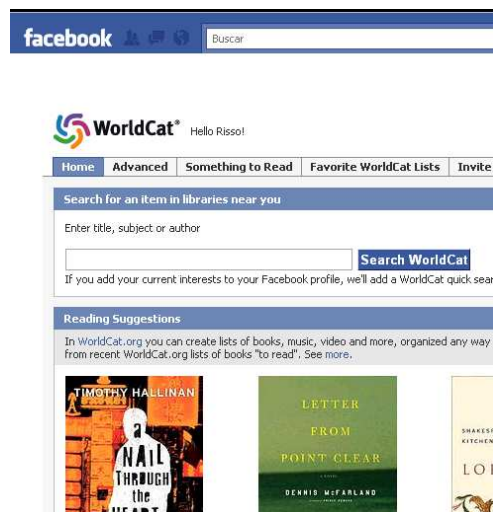 facebook
Buscar
WorldCat® Hello Risso!
Home Advanced Something to Read Favorite WorldCat Lists Invite
Search for an item in libraries near you
Enter title, subject or author
Search WorldCat
If you add your current interests to your Facebook profile, we'll add a WorldCat quick sear
Reading Suggestions
In WorldCat.org you can create lists of books, music, video and more, organized any way
from recent WorldCat.org lists of books "to read". See more.
TIMOTHY HALLINAN
a
NAIL
THROUGH
the
HEART
LETTER
FROM
POINT CLEAR
DENNIS McFARLAND
SHAKESP
KITCHEN
LO